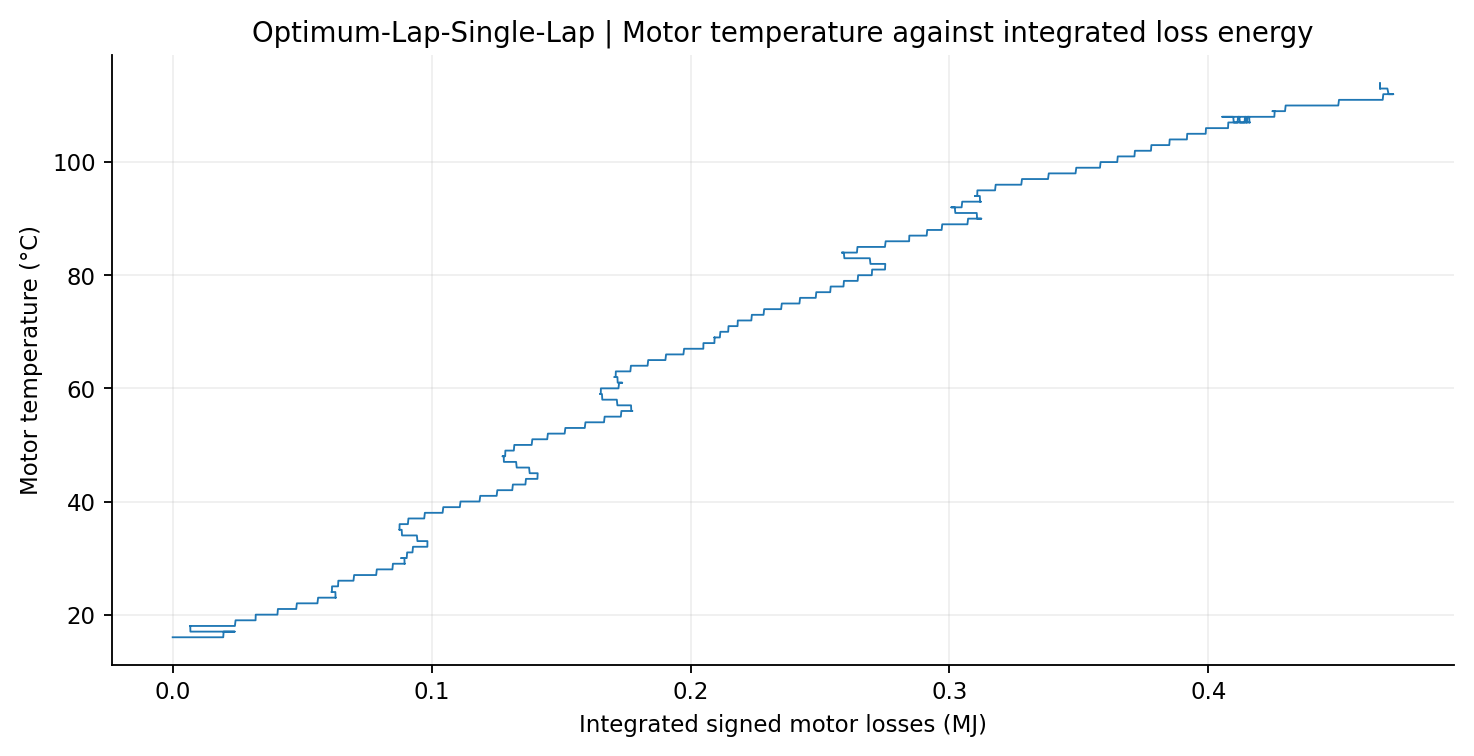 Optimum-Lap-Single-Lap | Motor temperature against integrated loss energy
Motor temperature (°C)
100
80
60
40
20
0.0 0.1 0.2 0.3 0.4
Integrated signed motor losses (MJ)